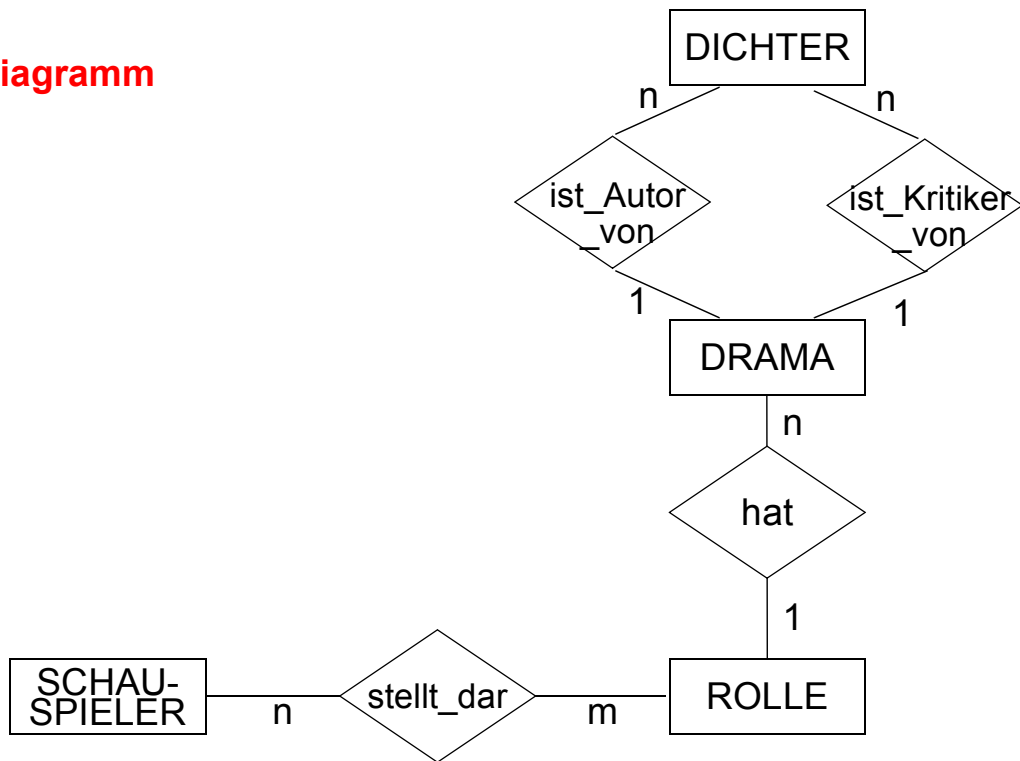 iagramm
DICHTER
n
n
ist_Autor
_von
ist_Kritiker
_von
1
1
DRAMA
n
hat
1
SCHAU-
SPIELER
n
stellt_dar
m
ROLLE